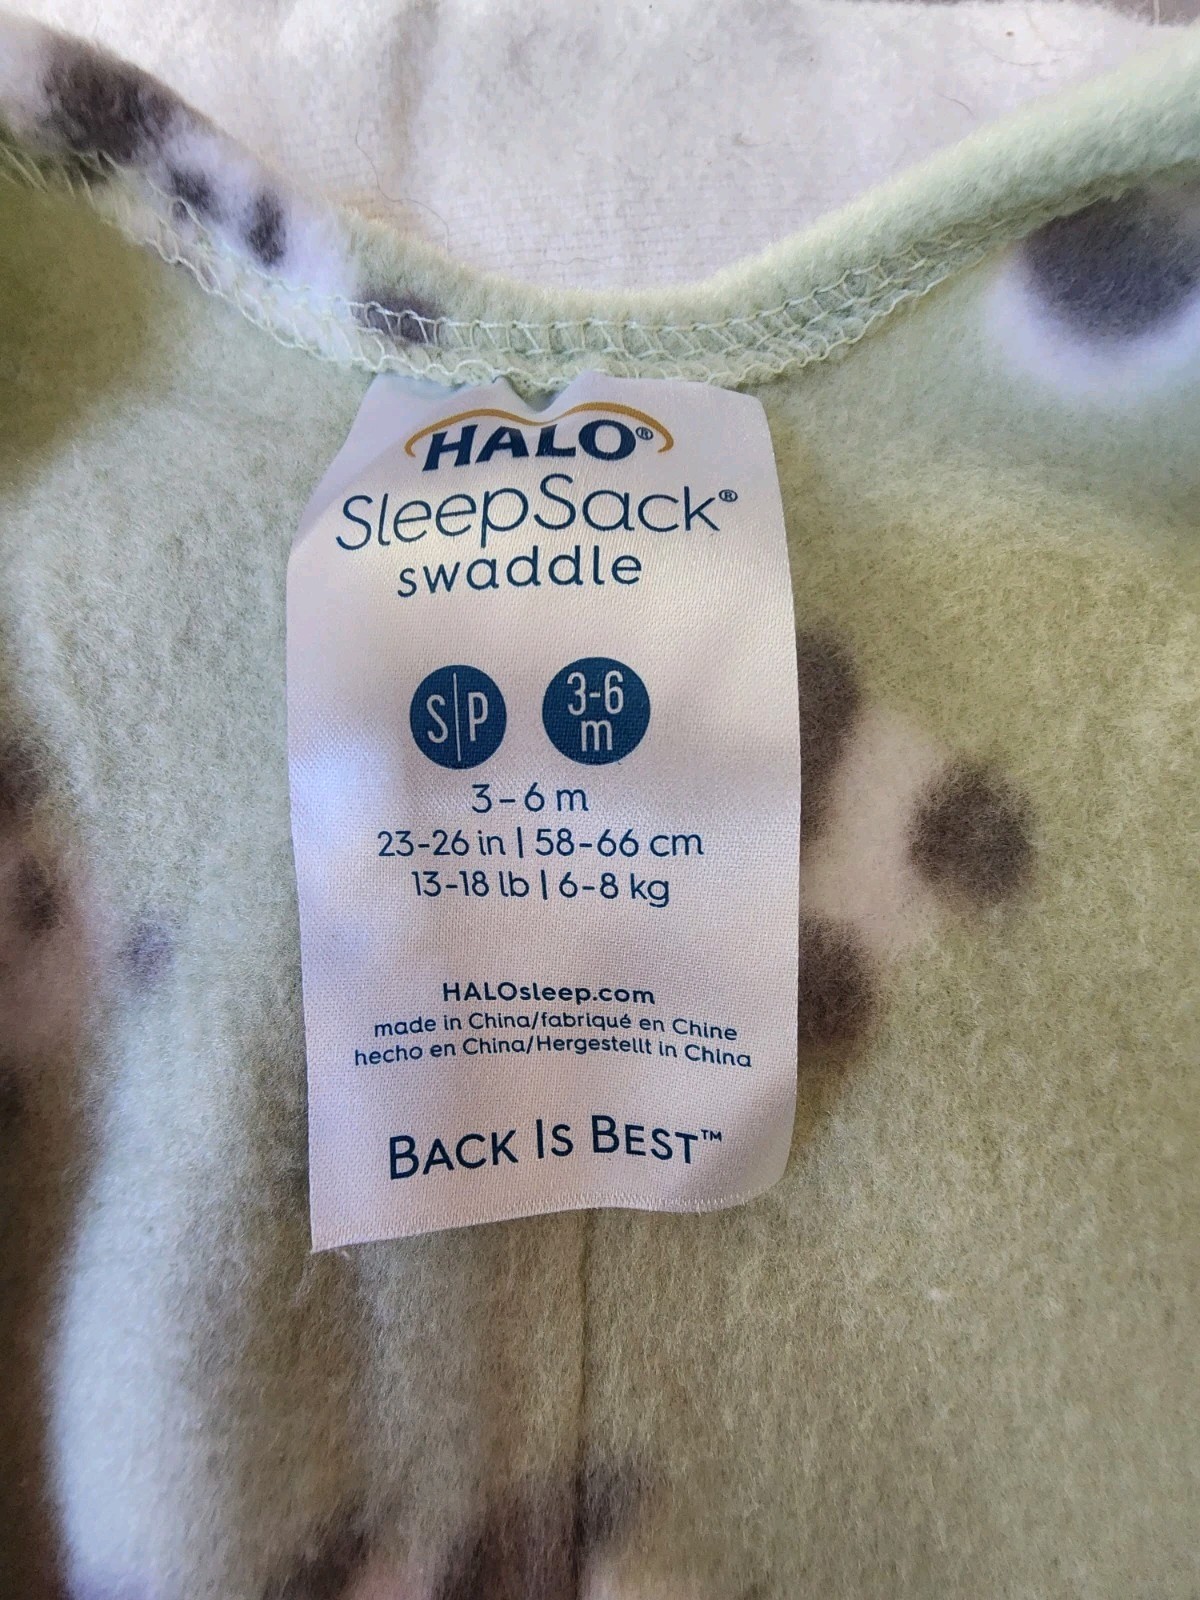 HALO®
SleepSack®
swaddle
S|P
3-6
m
3-6 m
23-26 in | 58-66 cm
13-18 lb | 6-8 kg
HALOsleep.com
made in China/fabriqué en Chine
hecho en China/Hergestellt in China
BACK IS BEST™